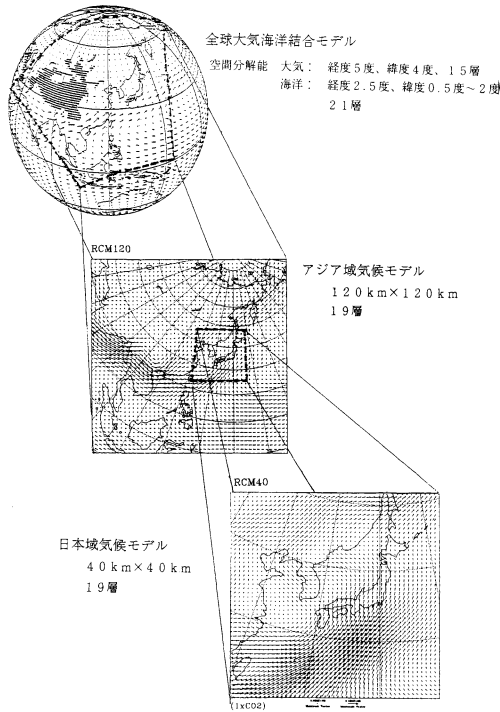 全球大気海洋結合モデル
空間分解能 大気: 経度5度、緯度4度、15層
海洋: 経度2.5度、緯度0.5度～2度
21層
RCM120
アジア域気候モデル
120km×120km
19層
RCM40
日本域気候モデル
40km×40km
19層
(1xCO2)